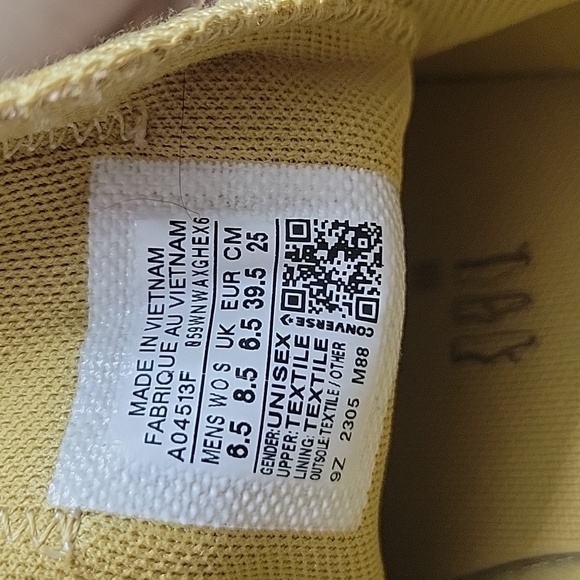 MADE IN VIETNAM
FABRIQUE AU VIETNAM
A04513F 859WNWAXGHEX6
MENS WOS UK EUR CM
6.5 8.5 6.5 39.5 25
GENDER: UNISEX
UPPER: TEXTILE
LINING: TEXTILE
OUTSOLE: TEXTILE/OTHER
9Z 2305 M88
CONVERSE